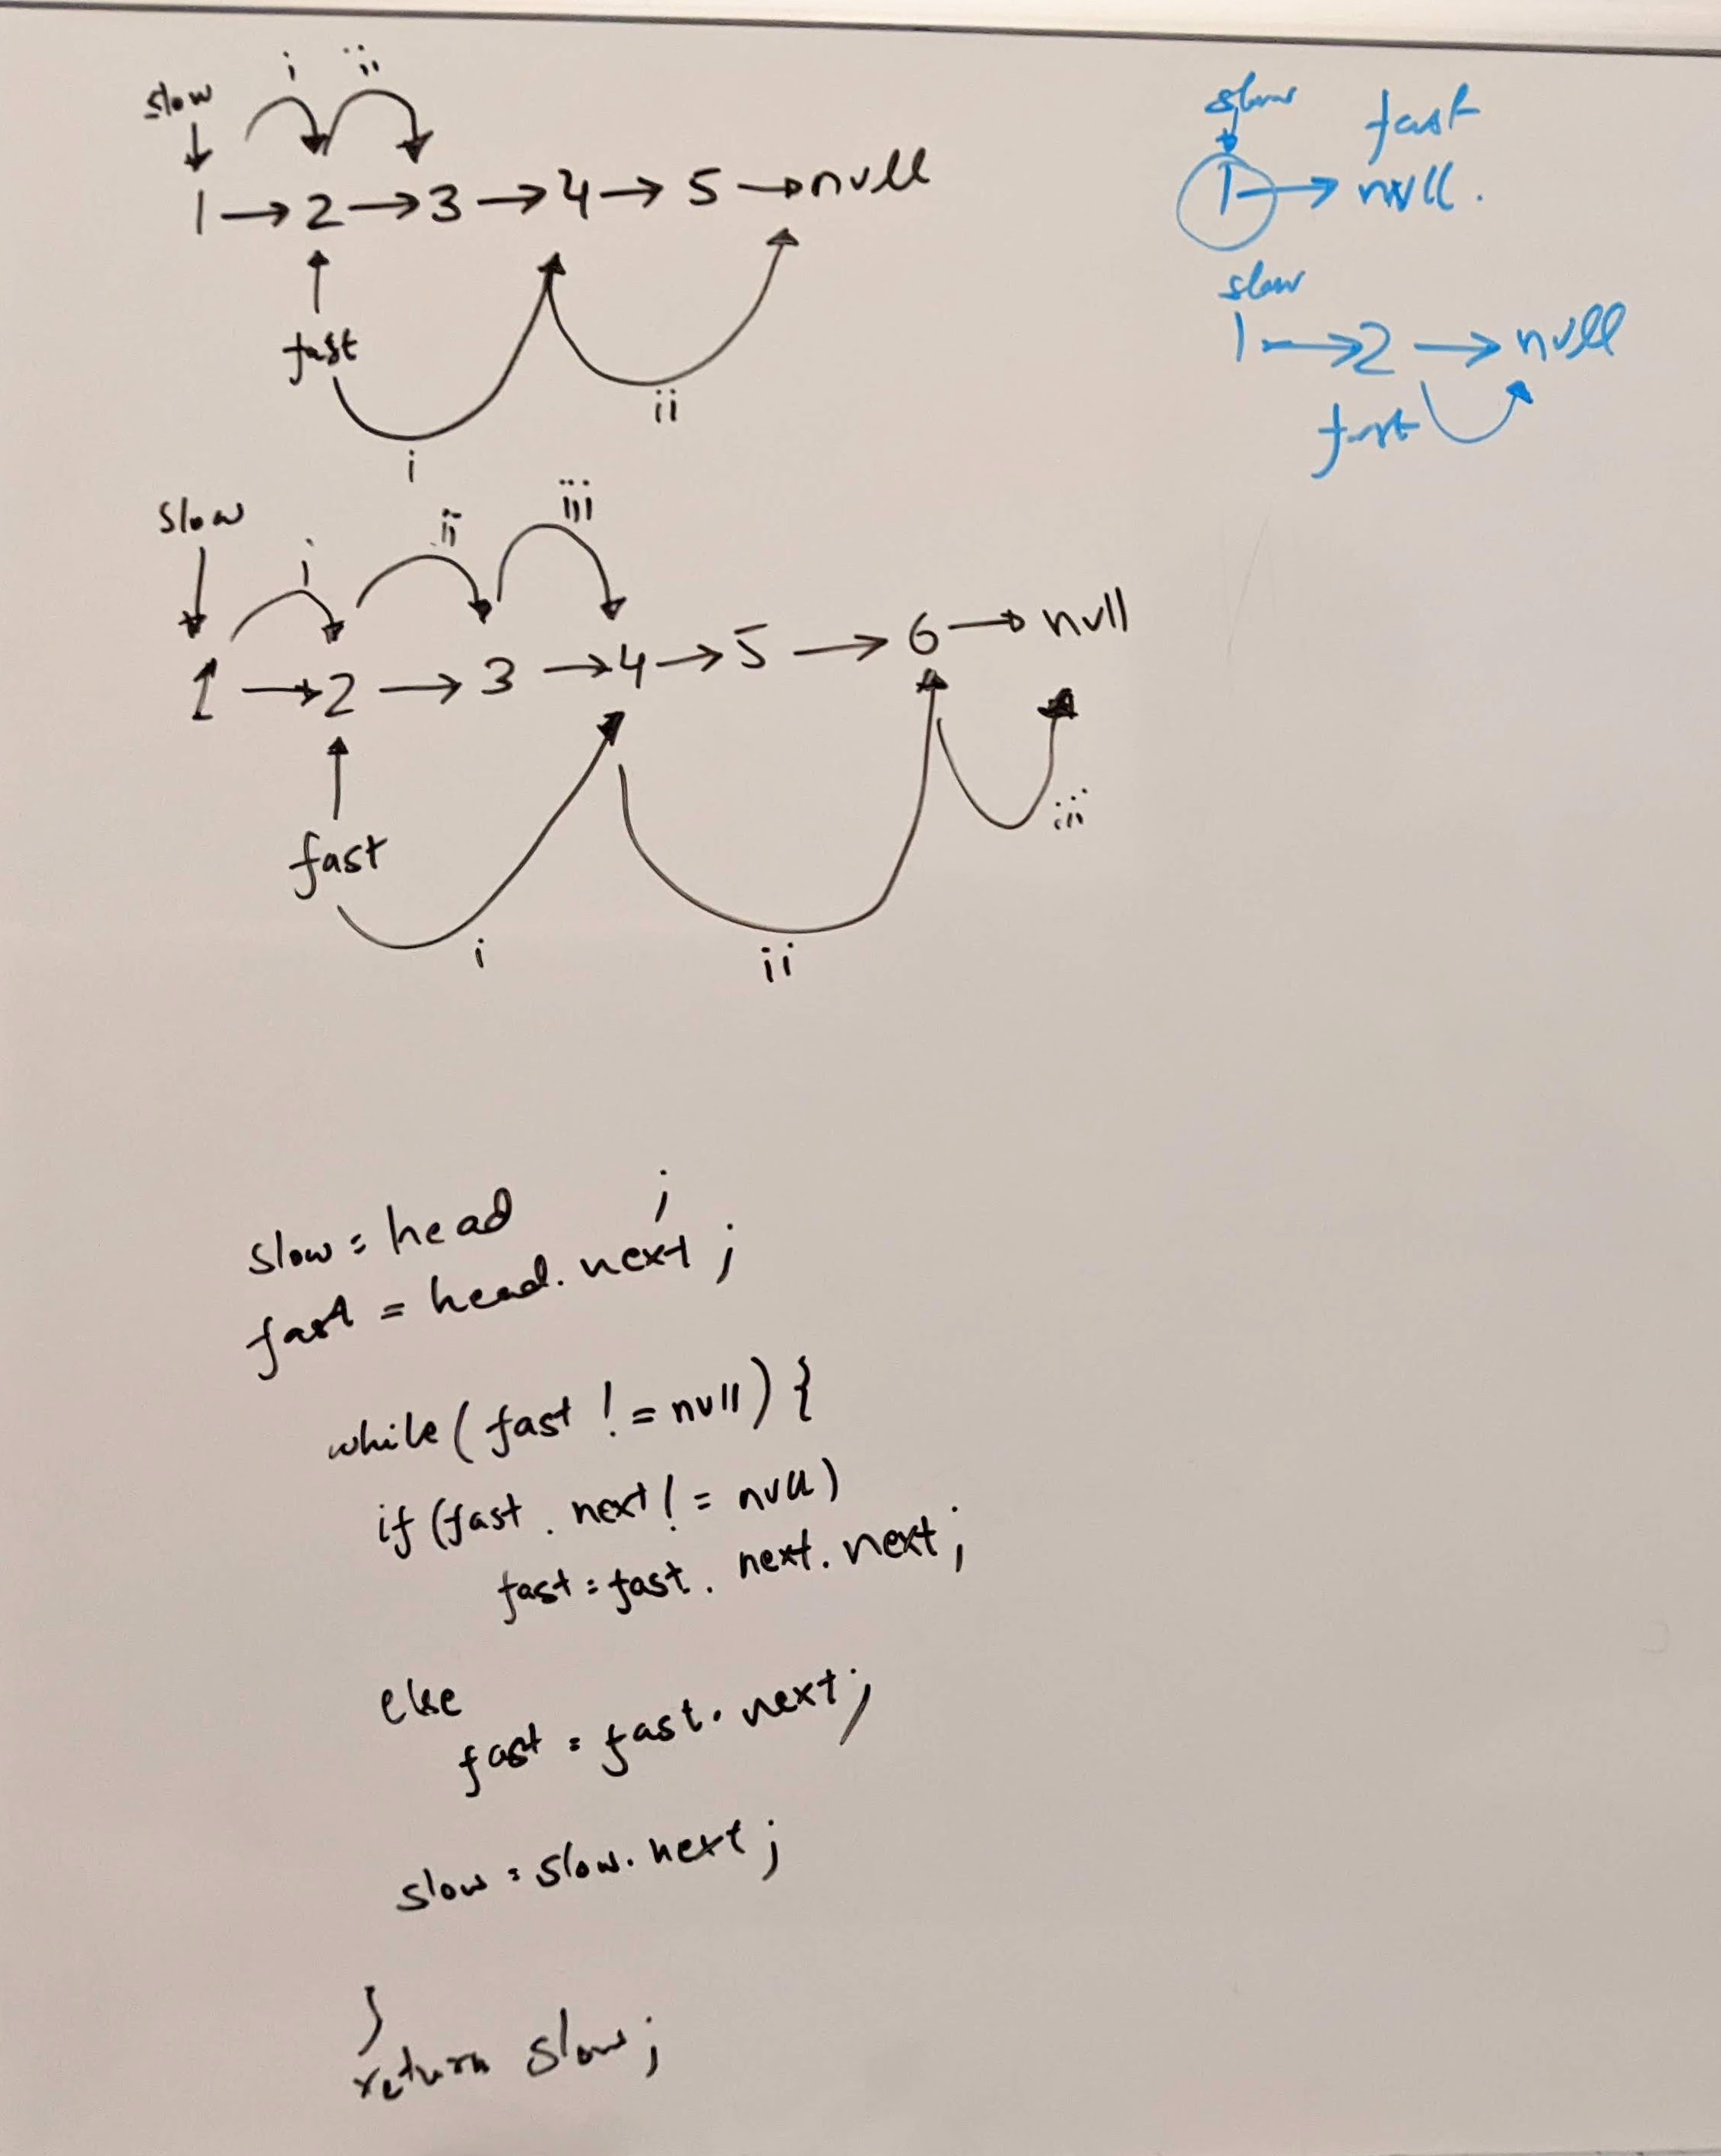 i ii
slow
1 → 2 → 3 → 4 → 5 → null
fast
ii
i
slow fast
1 → null.
slow
1 → 2 → null
fast
iii
slow ii
i
1 → 2 → 3 → 4 → 5 → 6 → null
iii
fast
i ii
slow = head ;
fast = head.next ;
while ( fast != null ) {
if (fast . next != null)
fast = fast . next. next ;
else
fast = fast. next ;
slow = slow. next ;
}
return slow ;